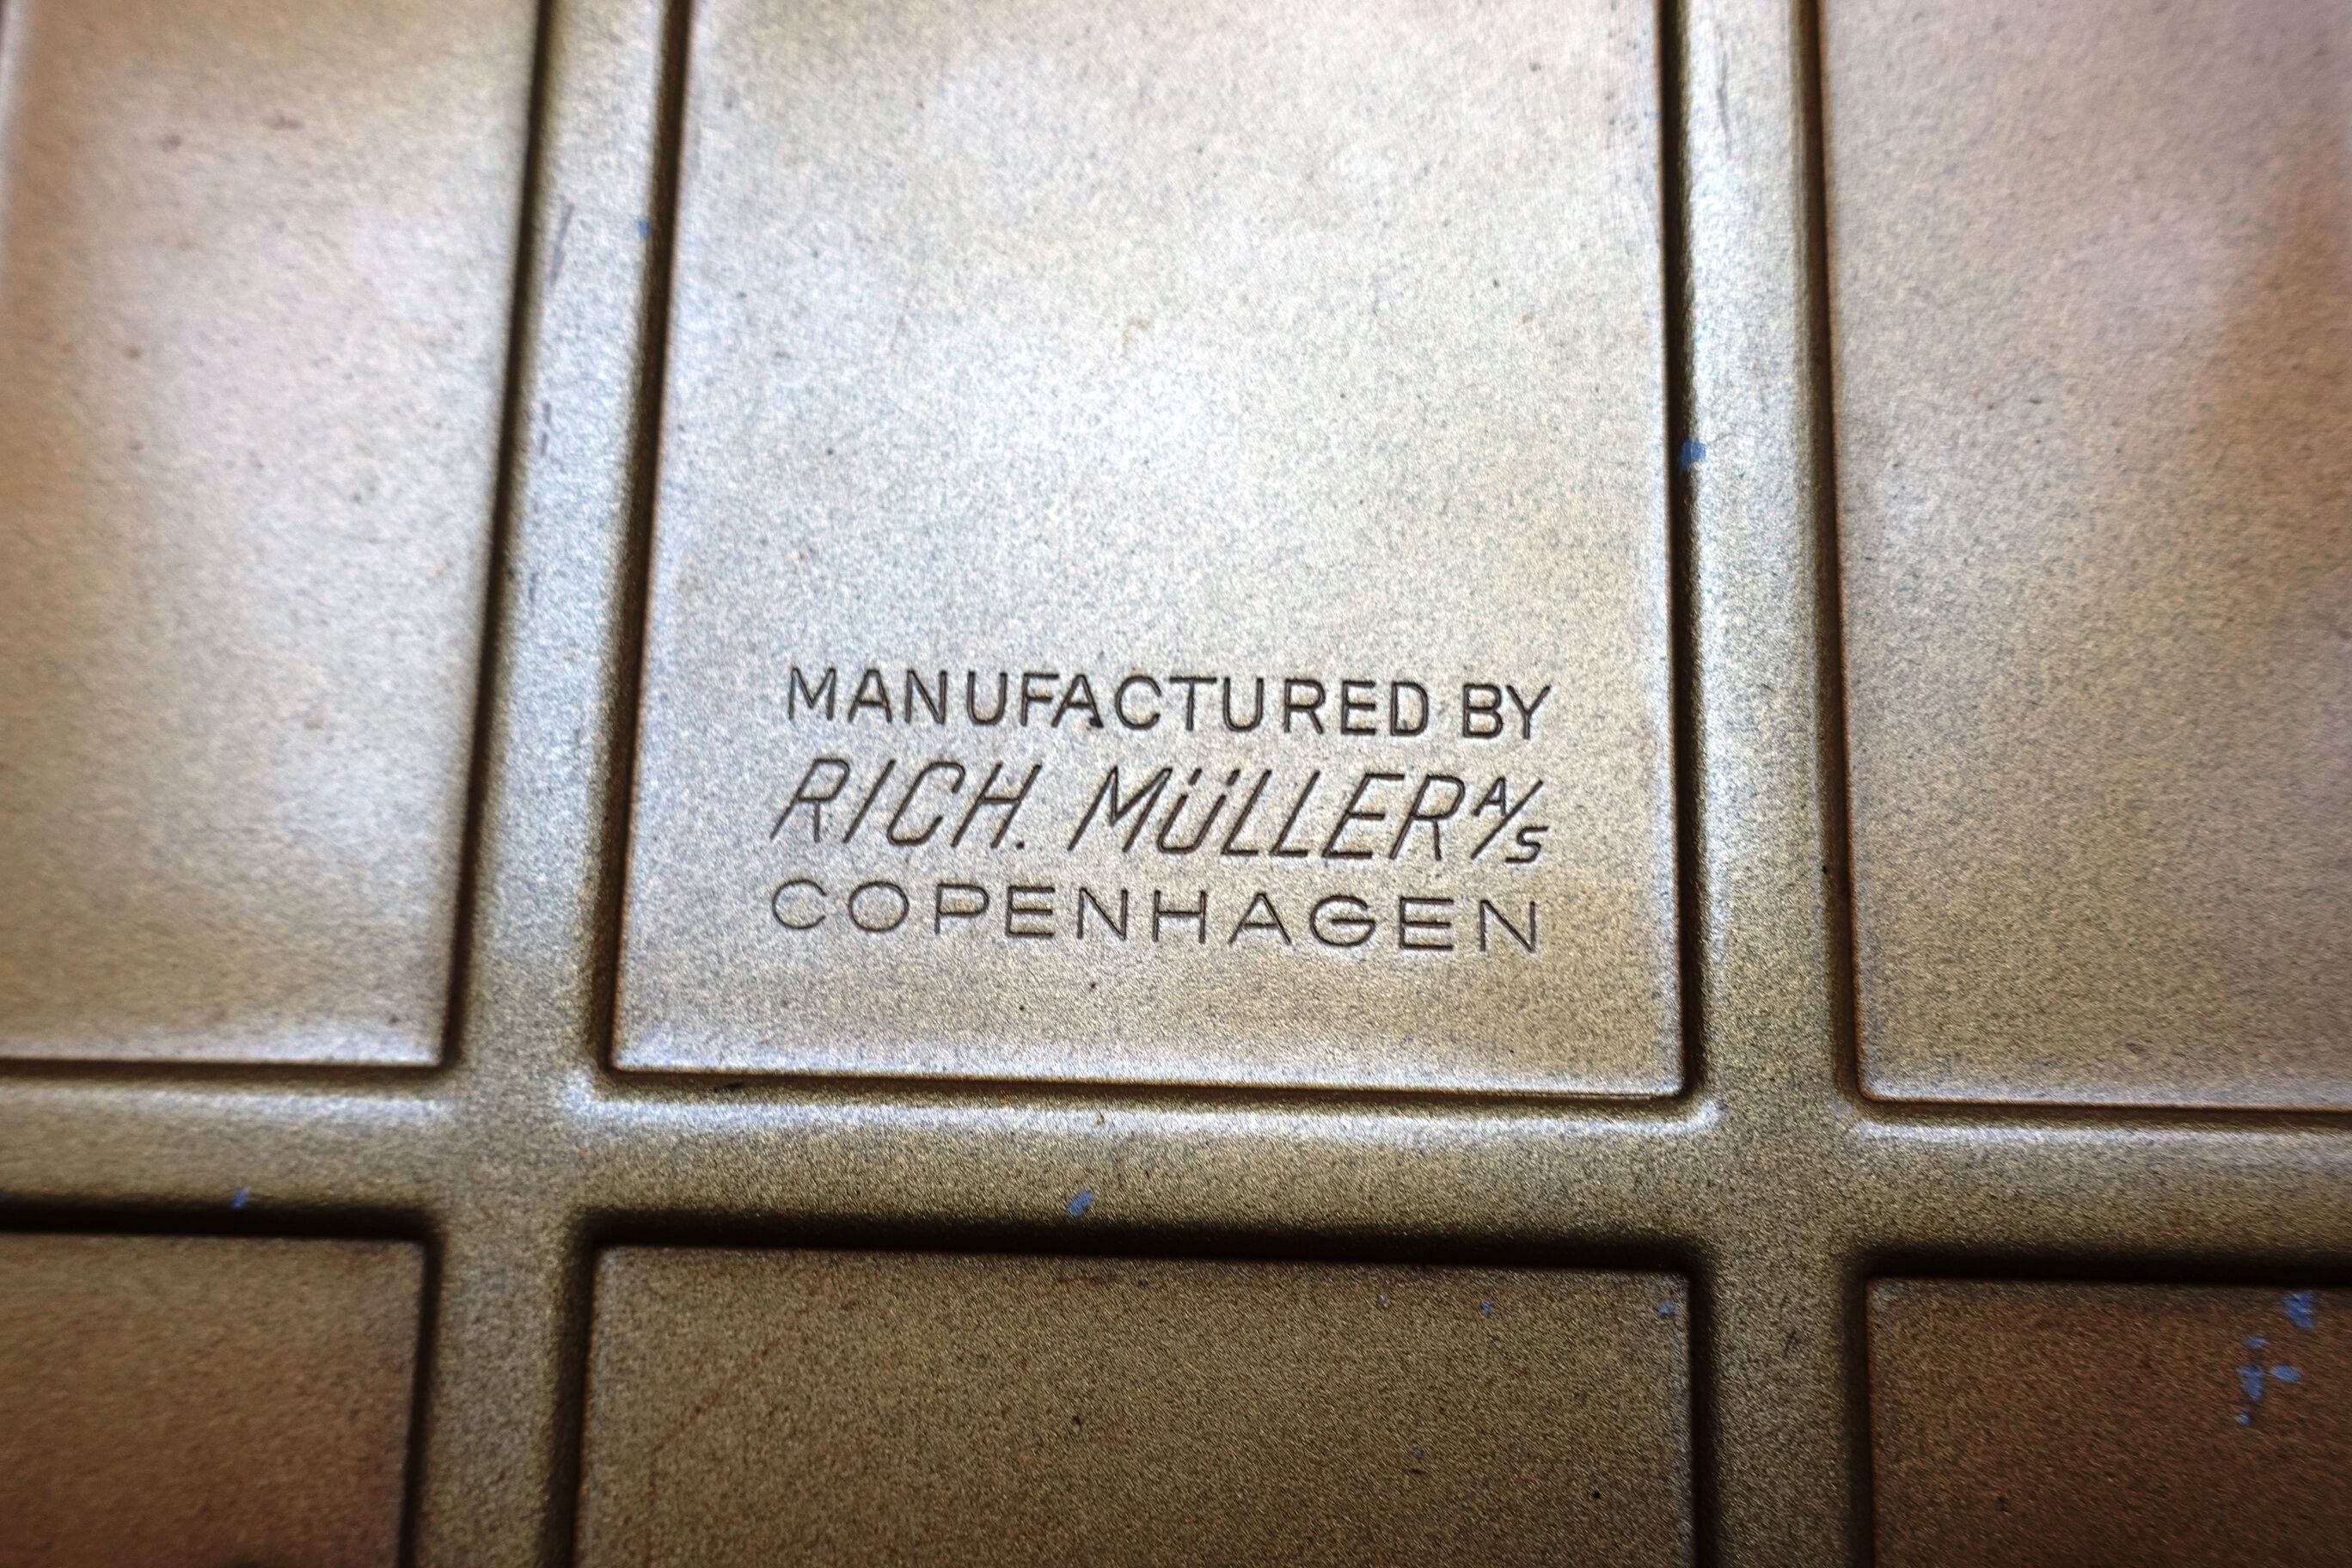 MANUFACTURED BY
RICH. MÜLLER A/S
COPENHAGEN